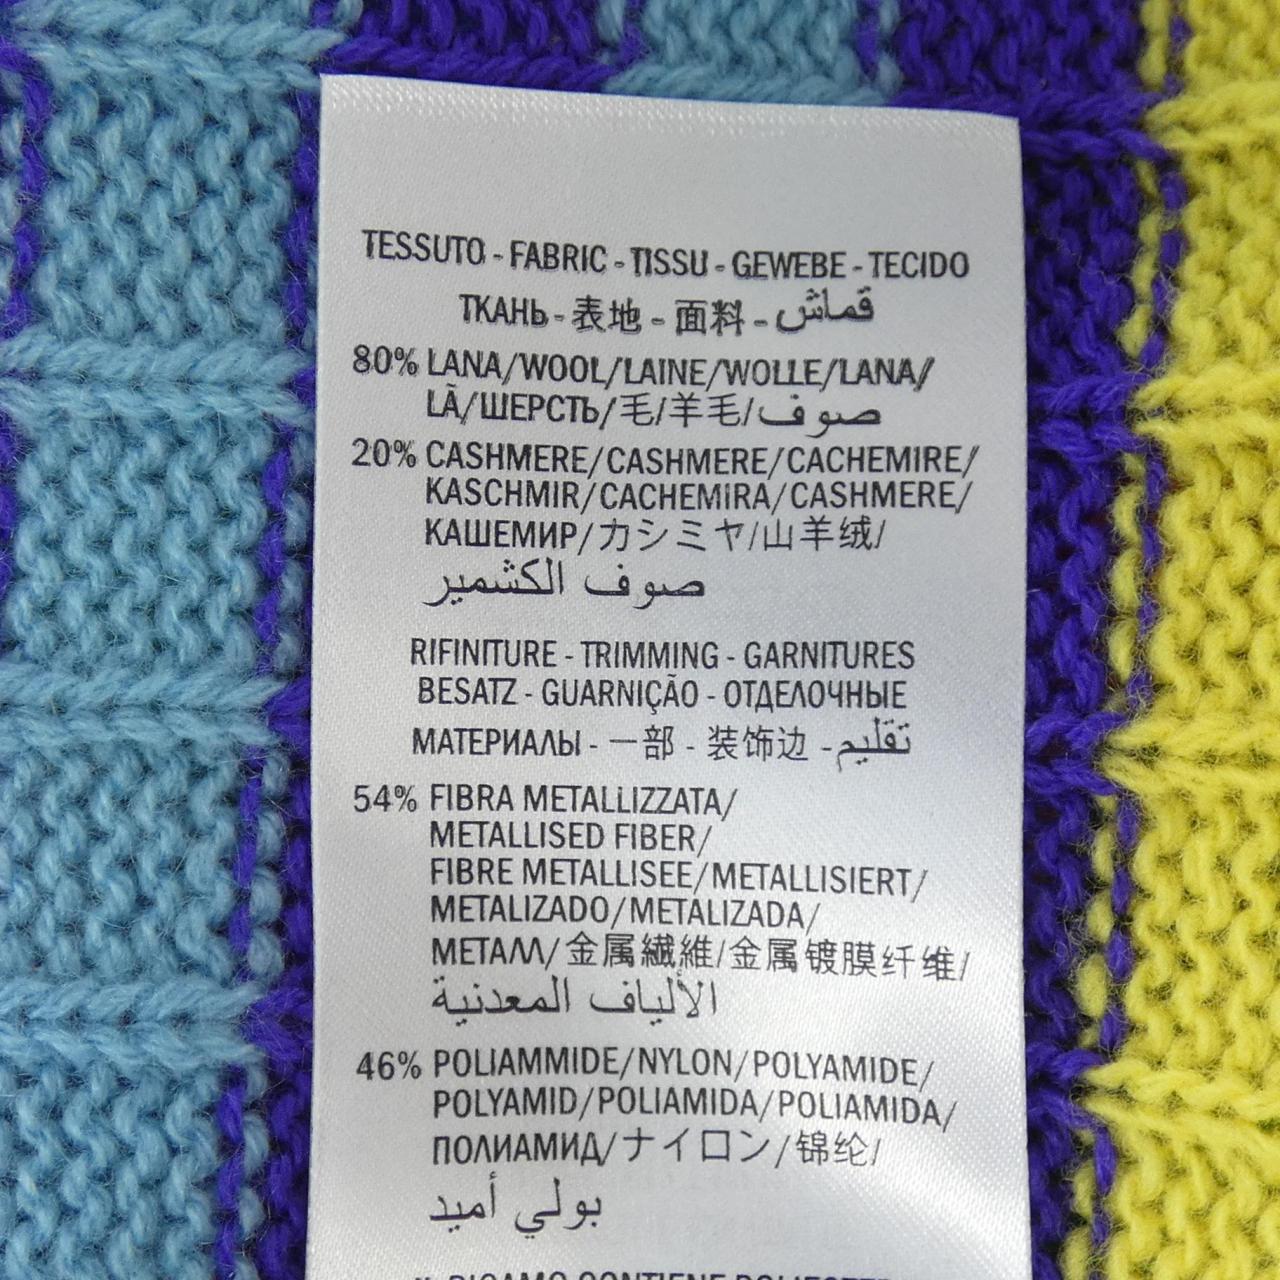 TESSUTO - FABRIC - TISSU - GEWEBE - TECIDO
ТКАНЬ - 表地 - 面料 - قماش
80% LANA/WOOL/LAINE/WOLLE/LANA/
LÃ/ШЕРСТЬ/毛/羊毛/صوف
20% CASHMERE/CASHMERE/CACHEMIRE/
KASCHMIR/CACHEMIRA/CASHMERE/
КАШЕМИР/カシミヤ/山羊绒/
صوف الكشمير
RIFINITURE - TRIMMING - GARNITURES
BESATZ - GUARNIÇÃO - ОТДЕЛОЧНЫЕ
МАТЕРИАЛЫ - 一部 - 装饰边 - تقليم
54% FIBRA METALLIZZATA/
METALLISED FIBER/
FIBRE METALLISEE/METALLISIERT/
METALIZADO/METALIZADA/
МЕТАЛЛ/金属繊維/金属镀膜纤维/
الألياف المعدنية
46% POLIAMMIDE/NYLON/POLYAMIDE/
POLYAMID/POLIAMIDA/POLIAMIDA/
ПОЛИАМИД/ナイロン/锦纶/
بولي أميد
RICAMO CONTIENE